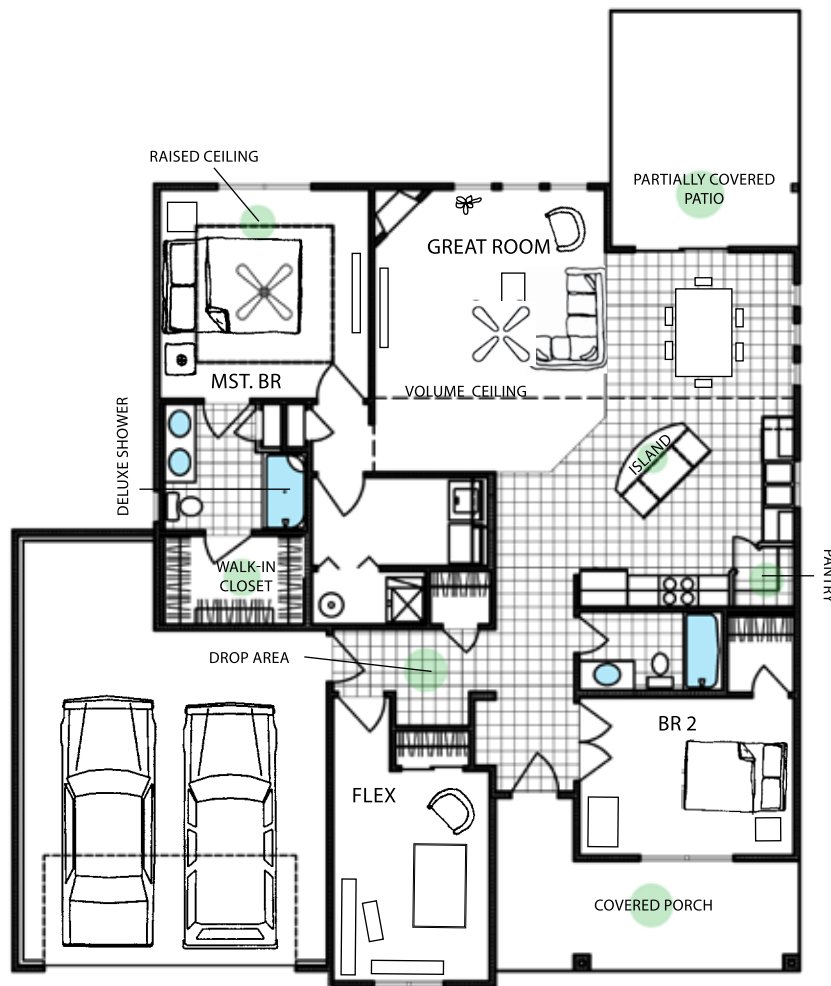 RAISED CEILING
PARTIALLY COVERED
PATIO
GREAT ROOM
MST. BR
VOLUME CEILING
DELUXE SHOWER
ISLAND
WALK-IN
CLOSET
PANTRY
DROP AREA
BR 2
FLEX
COVERED PORCH